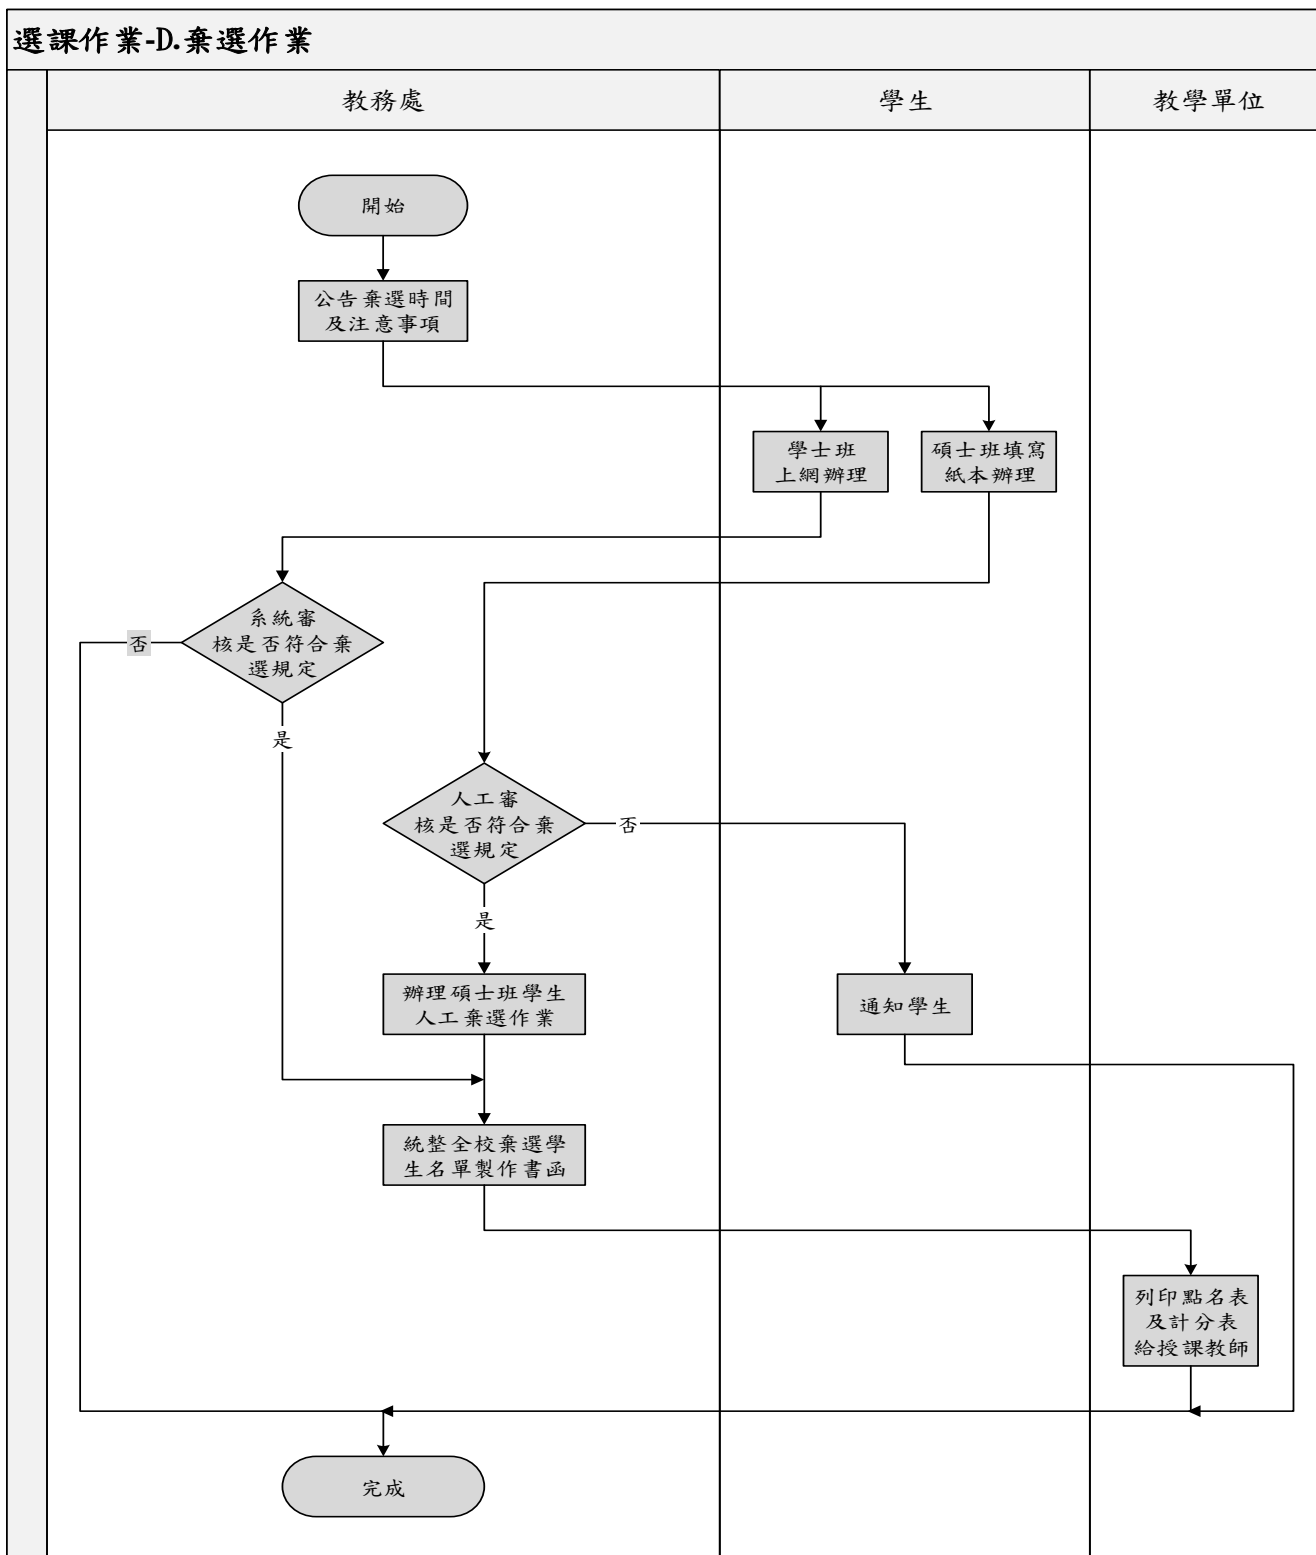 選課作業-D.棄選作業
教務處
學生
教學單位
開始
公告棄選時間
及注意事項
學士班
上網辦理
碩士班填寫
紙本辦理
系統審
核是否符合棄
選規定
否
是
人工審
核是否符合棄
選規定
否
是
辦理碩士班學生
人工棄選作業
通知學生
統整全校棄選學
生名單製作書函
列印點名表
及計分表
給授課教師
完成